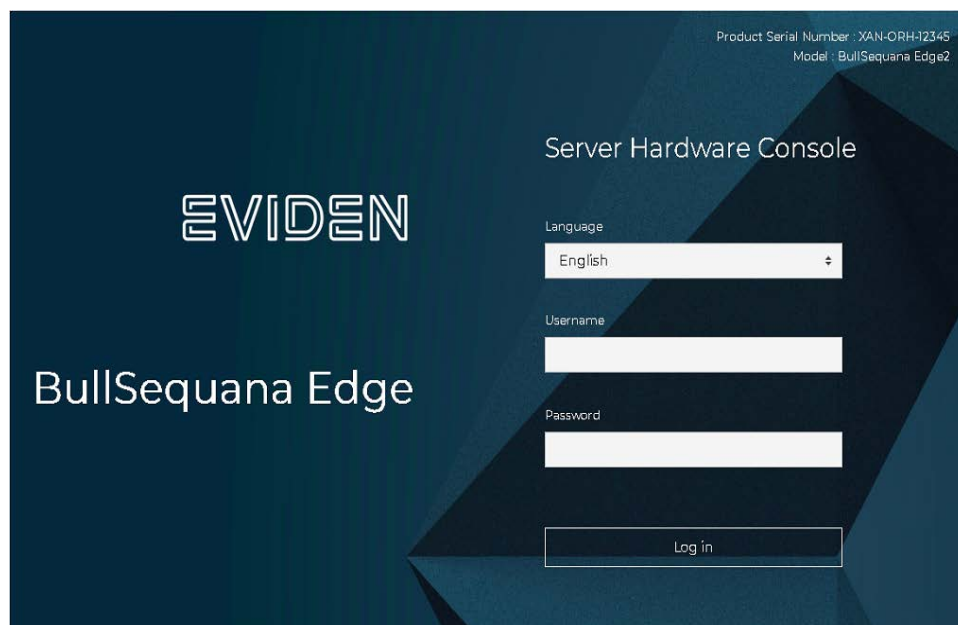 Product Serial Number : XAN-ORH-12345
Model : BullSequana Edge2
Server Hardware Console
EVIDEN
Language
English
Username
BullSequana Edge
Password
Log in